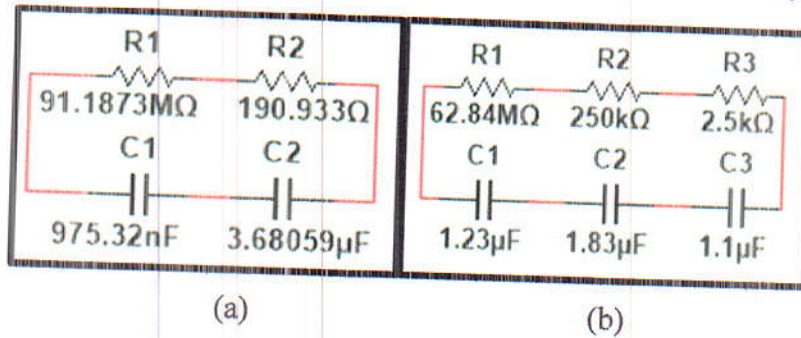 R1 R2
91.1873MΩ 190.933Ω
C1 C2
975.32nF 3.68059µF
(a)
R1 R2 R3
62.84MΩ 250kΩ 2.5kΩ
C1 C2 C3
1.23µF 1.83µF 1.1µF
(b)